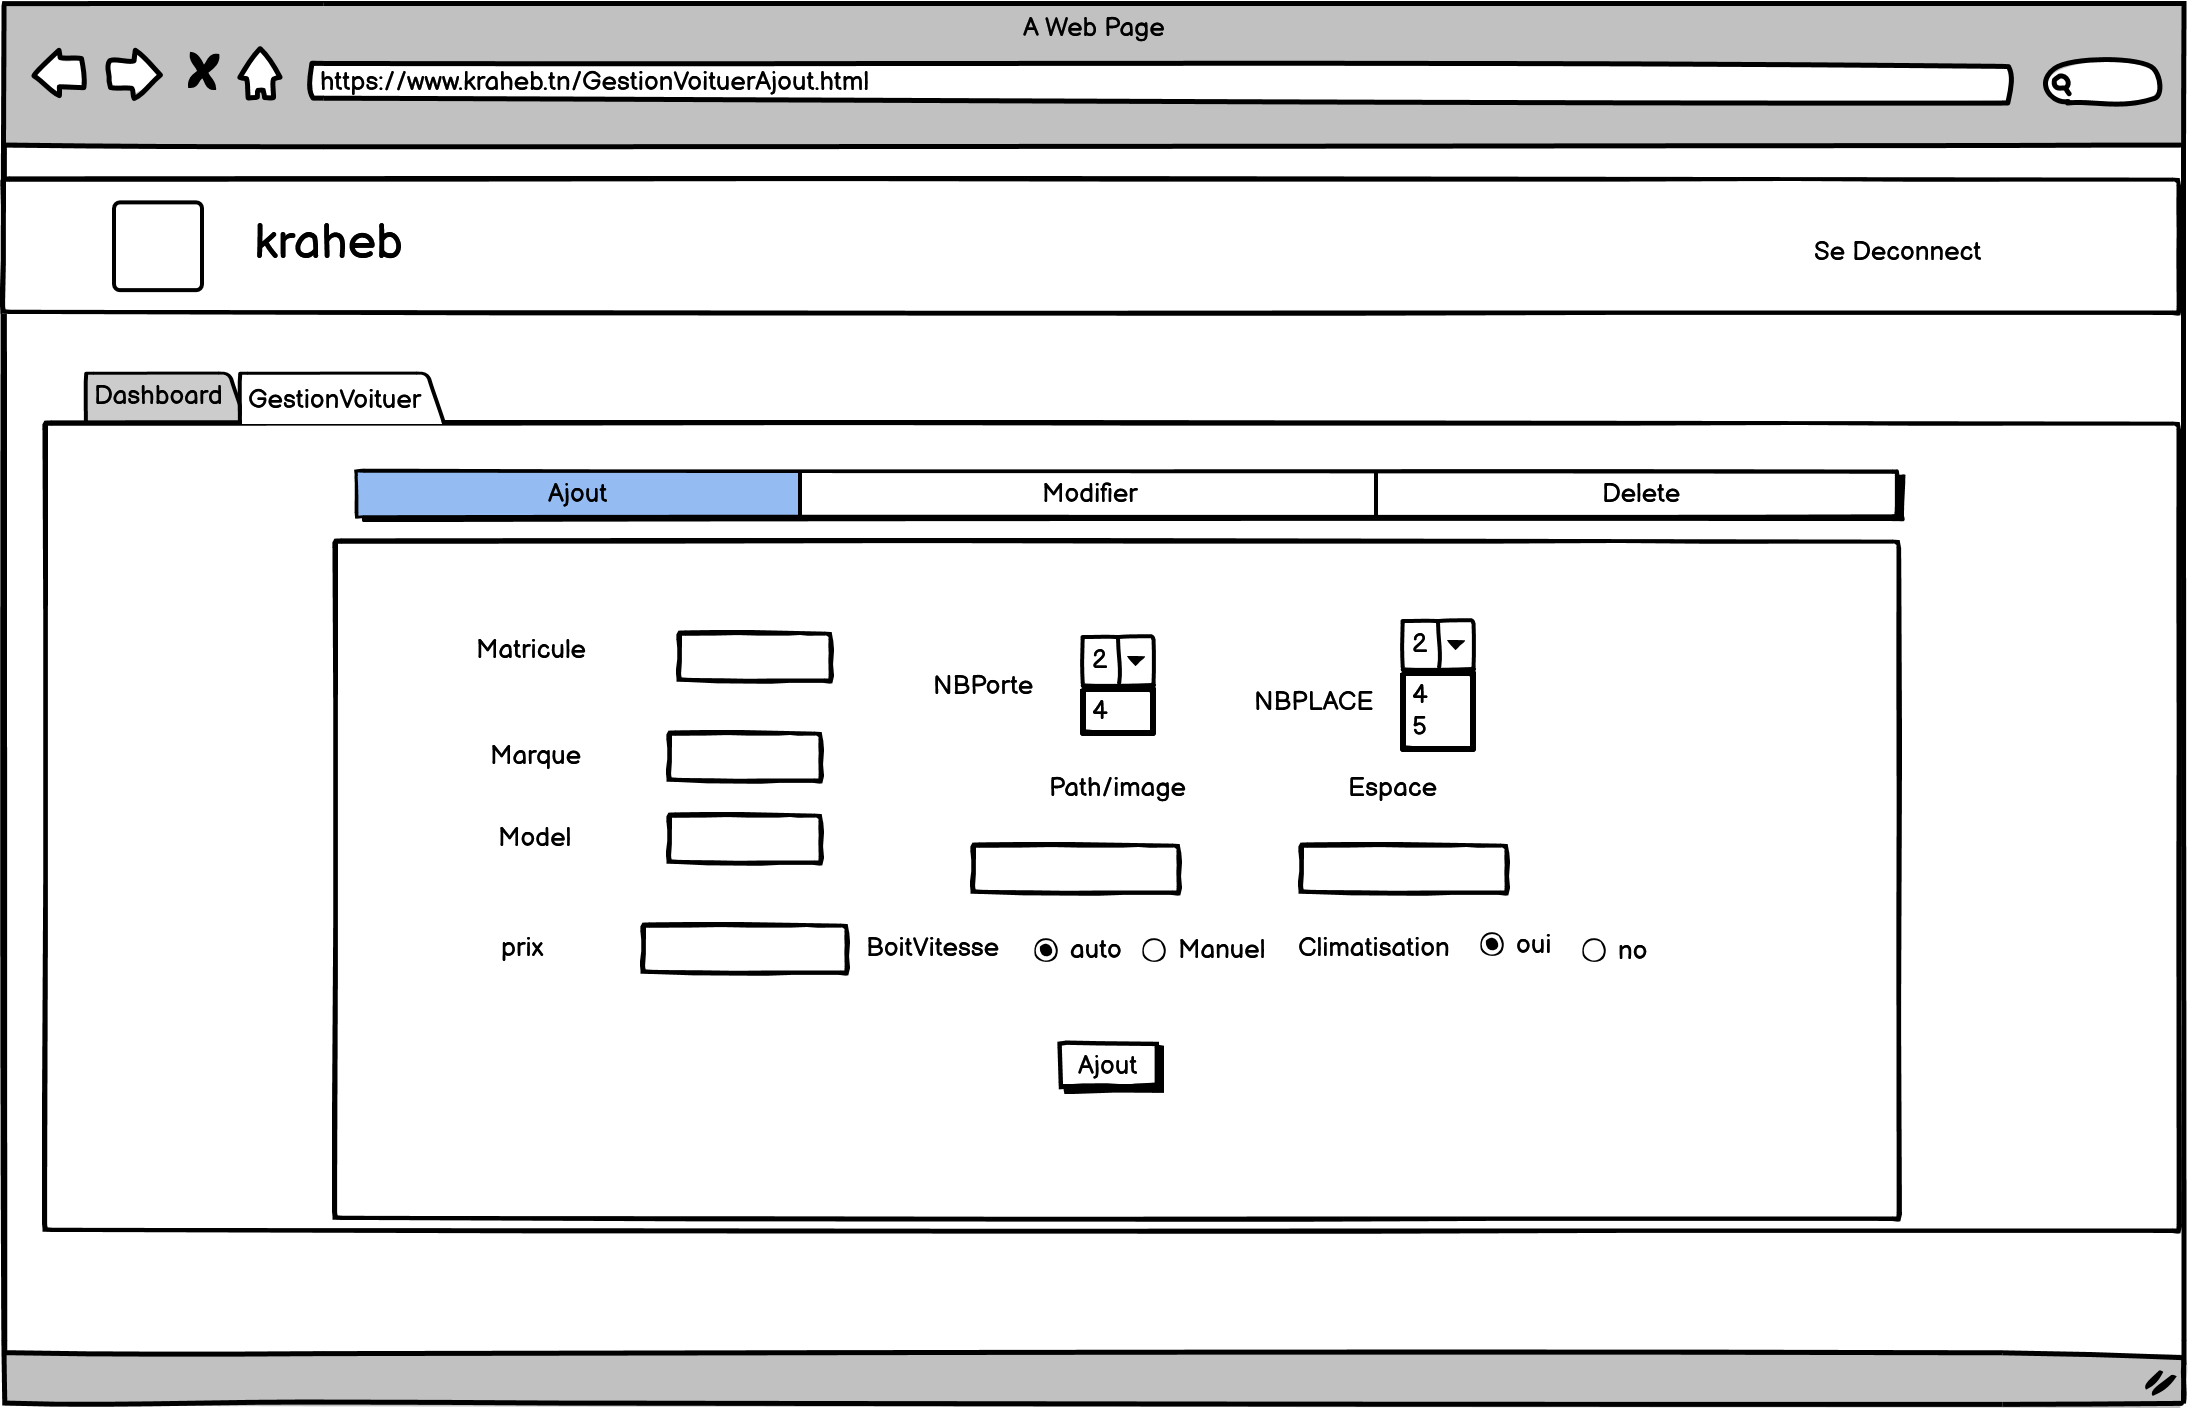 A Web Page
https://www.kraheb.tn/GestionVoituerAjout.html
kraheb
Se Deconnect
Dashboard
GestionVoituer
Ajout
Modifier
Delete
Matricule
NBPorte
2
4
NBPLACE
2
4
5
Marque
Path/image
Espace
Model
prix
BoitVitesse
auto
Manuel
Climatisation
oui
no
Ajout